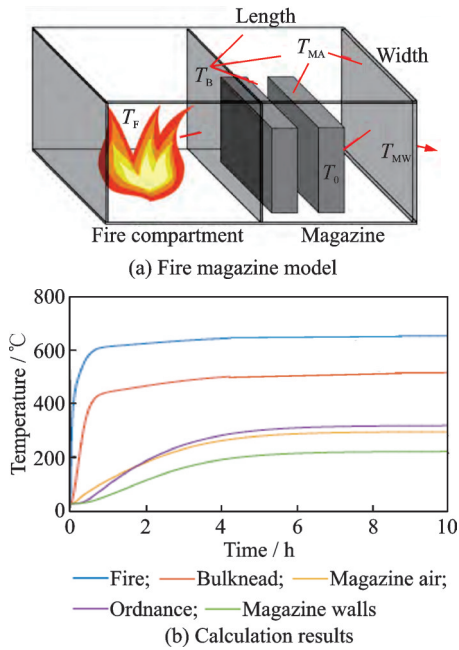 Length
T_MA
Width
T_B
T_F
T_MW
T_0
Fire compartment
Magazine
(a) Fire magazine model
800
600
400
200
0
Temperature / °C
0
2
4
6
8
10
Time / h
Fire; Bulknead; Magazine air;
Ordnance; Magazine walls
(b) Calculation results